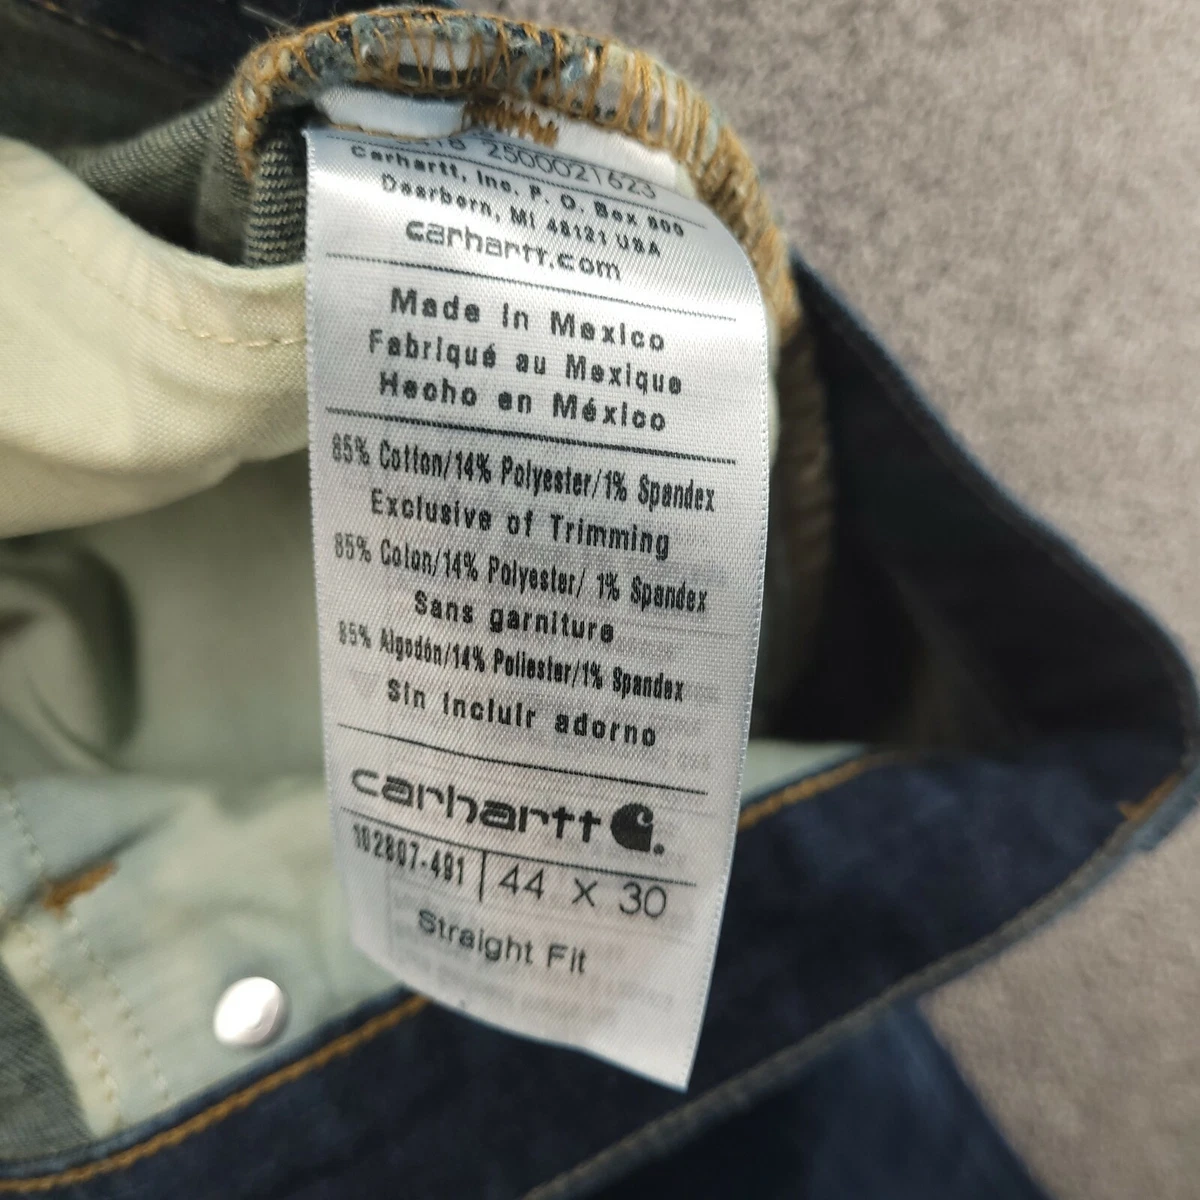 2500021623
Carhartt, Inc. P. O. Box 600
Dearborn, MI 48121 USA
carhartt.com
Made in Mexico
Fabriqué au Mexique
Hecho en México
85% Cotton/14% Polyester/1% Spandex
Exclusive of Trimming
85% Coton/14% Polyester/ 1% Spandex
Sans garniture
85% Algodón/14% Poliester/1% Spandex
Sin incluir adorno
carhartt
102807-491 | 44 X 30
Straight Fit